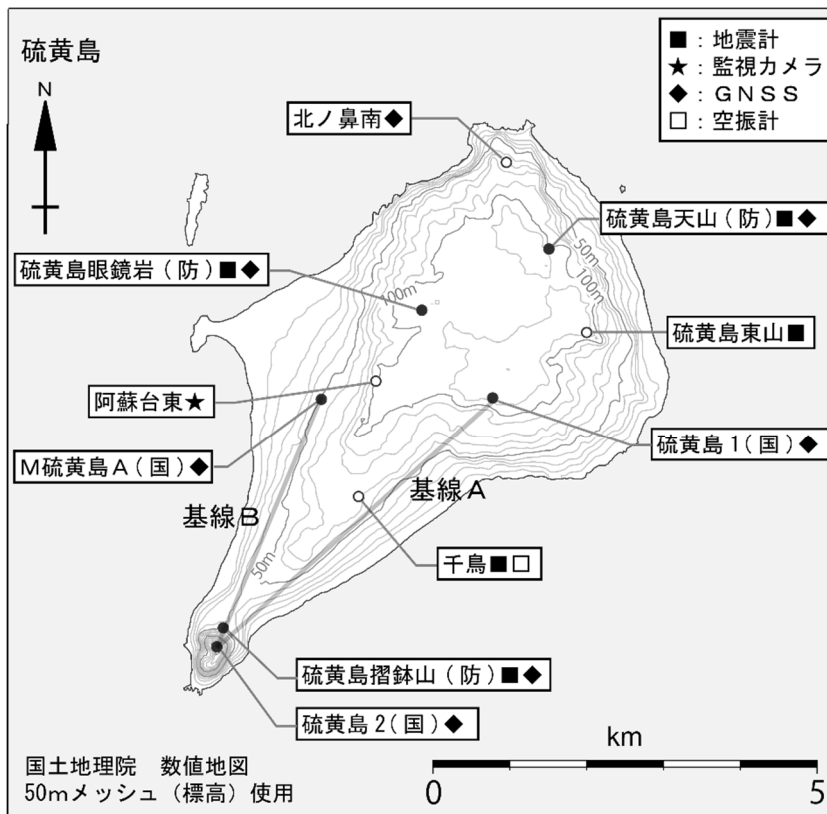 硫黄島
N
■：地震計
★：監視カメラ
◆：ＧＮＳＳ
□：空振計
北ノ鼻南◆
硫黄島天山（防）■◆
50m
100m
硫黄島眼鏡岩（防）■◆
100m
硫黄島東山■
阿蘇台東★
硫黄島1(国)◆
Ｍ硫黄島Ａ(国)◆
基線Ａ
基線Ｂ
千鳥■□
50m
硫黄島摺鉢山（防）■◆
硫黄島2(国)◆
国土地理院　数値地図
50mメッシュ（標高）使用
km
0
5